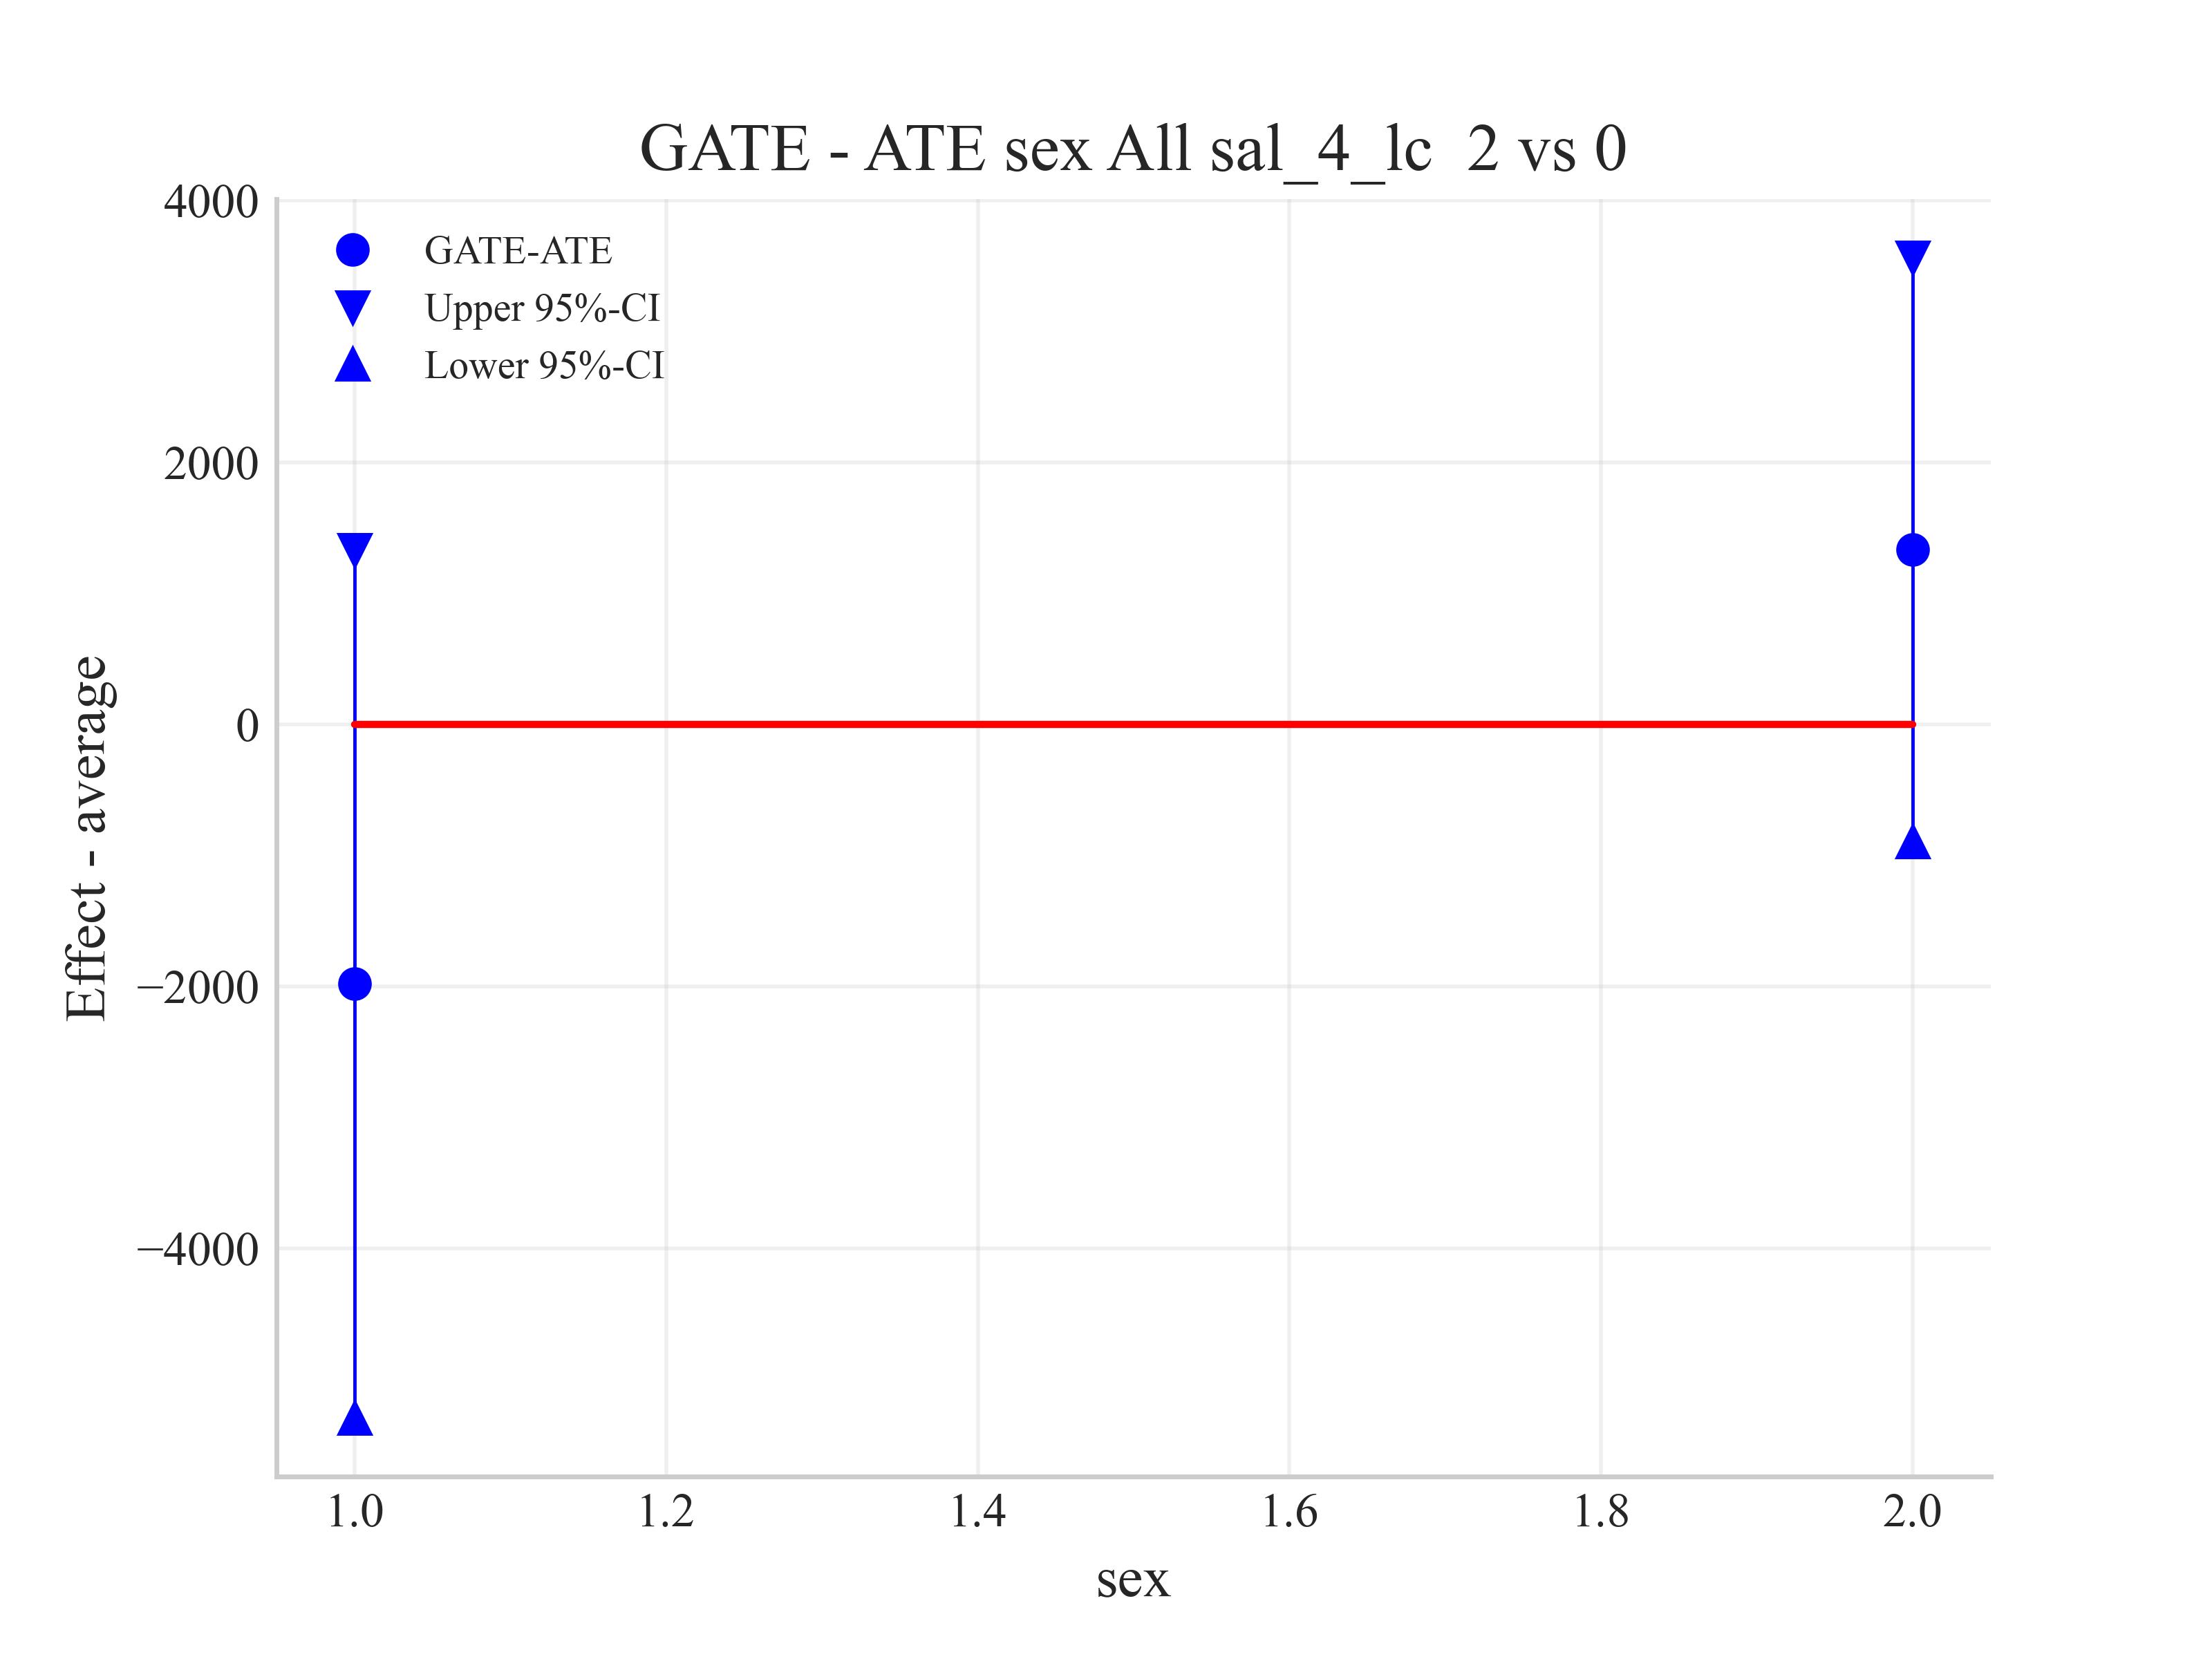 GATE - ATE sex All sal_4_lc  2 vs 0
4000
2000
0
−2000
−4000
Effect - average
GATE-ATE
Upper 95%-CI
Lower 95%-CI
1.0 1.2 1.4 1.6 1.8 2.0
sex